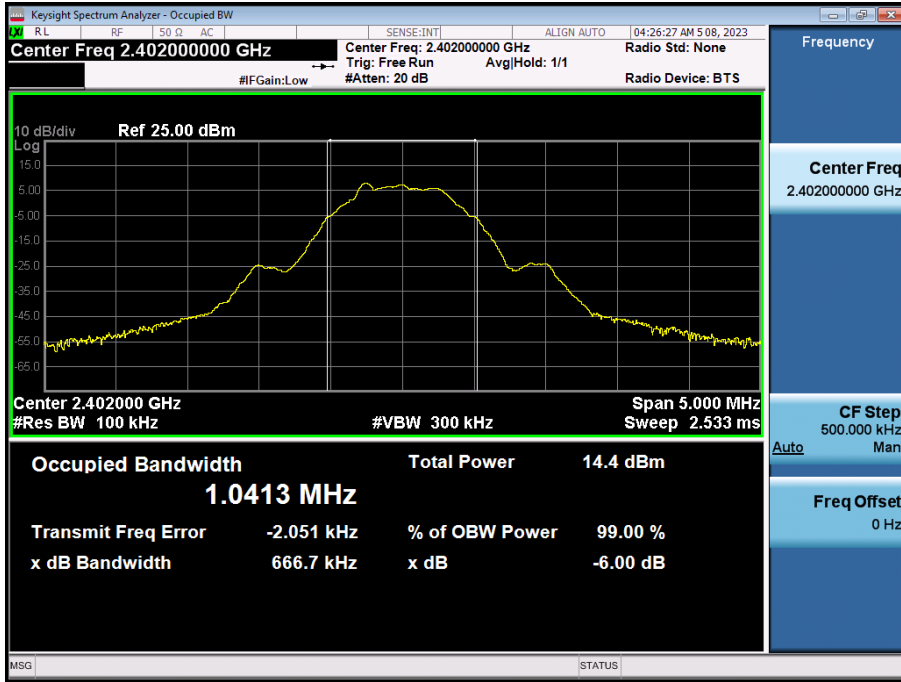 Keysight Spectrum Analyzer - Occupied BW
LXI RL RF 50 Ω AC SENSE:INT ALIGN AUTO 04:26:27 AM 5 08, 2023
Center Freq 2.402000000 GHz
Center Freq: 2.402000000 GHz Radio Std: None
Trig: Free Run Avg|Hold: 1/1
#IFGain:Low #Atten: 20 dB Radio Device: BTS
10 dB/div Ref 25.00 dBm
Log
15.0
5.00
-5.00
-15.0
-25.0
-35.0
-45.0
-55.0
-65.0
Center 2.402000 GHz Span 5.000 MHz
#Res BW 100 kHz #VBW 300 kHz Sweep 2.533 ms
Occupied Bandwidth Total Power 14.4 dBm
1.0413 MHz
Transmit Freq Error -2.051 kHz % of OBW Power 99.00 %
x dB Bandwidth 666.7 kHz x dB -6.00 dB
MSG STATUS
Frequency
Center Freq
2.402000000 GHz
CF Step
500.000 kHz
Auto Man
Freq Offset
0 Hz